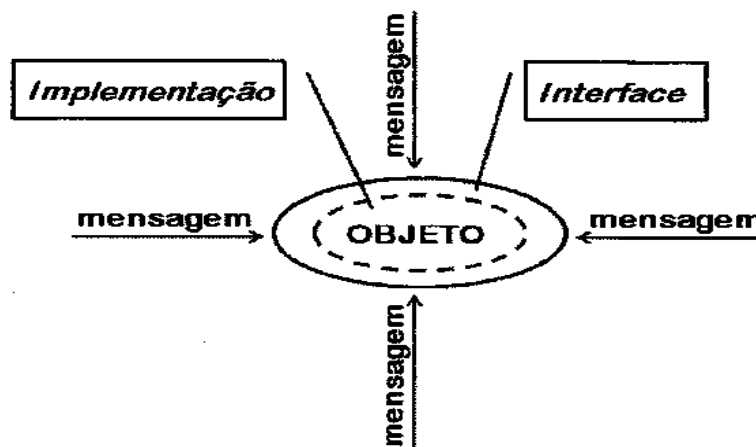 mensagem
Implementação
Interface
mensagem
OBJETO
mensagem
mensagem